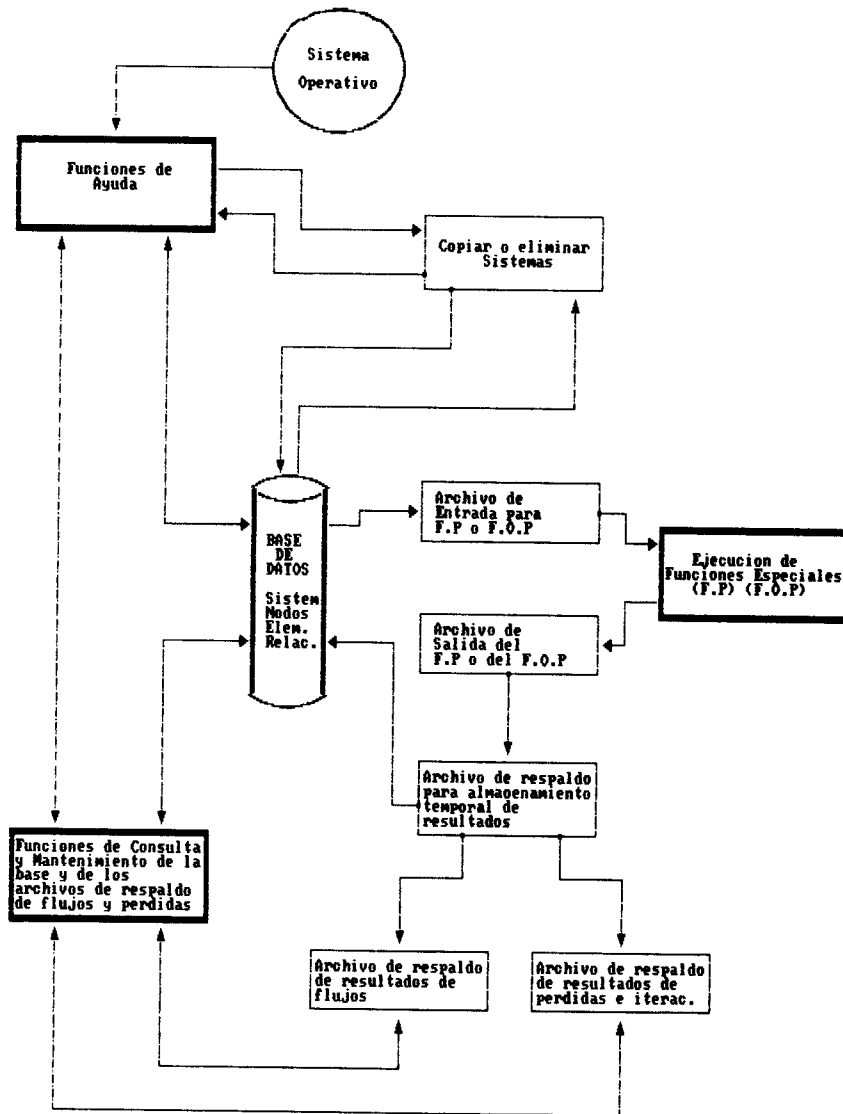 Sistema
Operativo
Funciones de
Ayuda
Copiar o eliminar
Sistemas
BASE
DE
DATOS
Sistem
Nodos
Elem.
Relac.
Archivo de
Entrada para
F.P o F.O.P
Ejecucion de
Funciones Especiales
(F.P) (F.O.P)
Archivo de
Salida del
F.P o del F.O.P
Archivo de respaldo
para almagenamiento
temporal de
resultados
Funciones de Consulta
y Mantenimiento de la
base y de los
archivos de respaldo
de flujos y perdidas
Archivo de respaldo
de resultados de
flujos
Archivo de respaldo
de resultados de
perdidas e iterac.